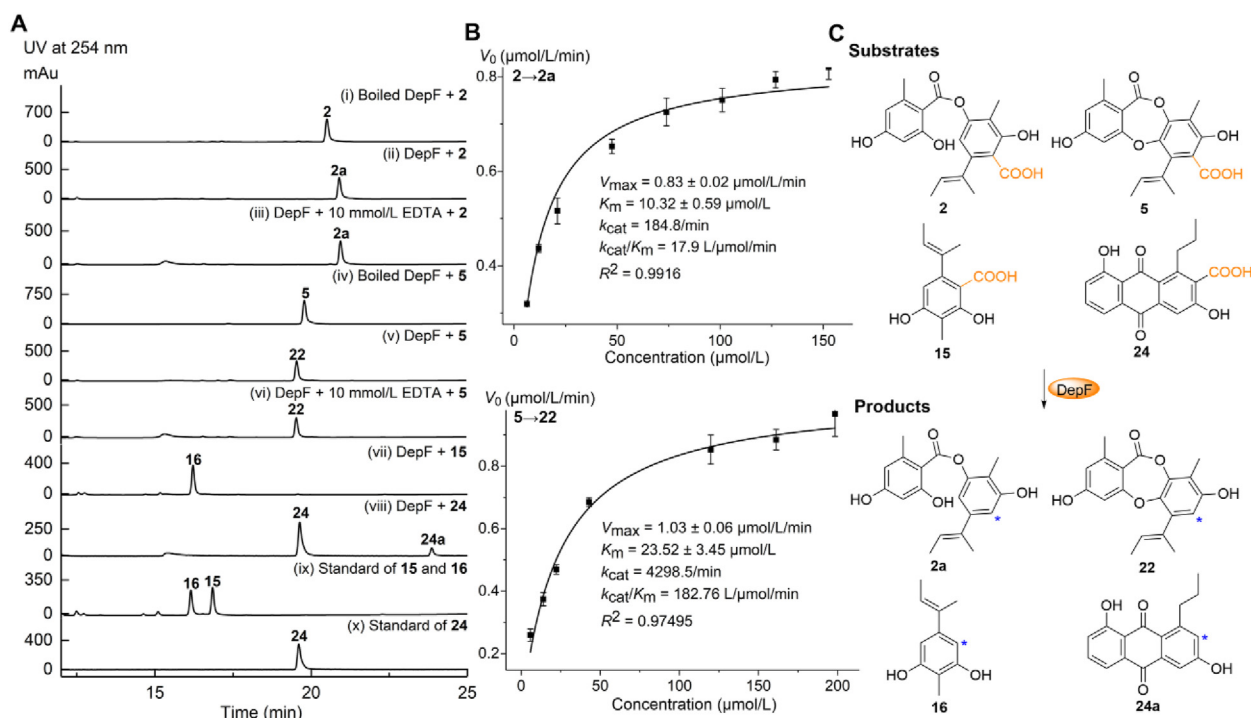 A
UV at 254 nm
mAu
700
0
500
0
500
0
750
0
500
0
500
0
400
0
250
0
350
0
400
0
(i) Boiled DepF + 2
2
(ii) DepF + 2
2a
(iii) DepF + 10 mmol/L EDTA + 2
2a
(iv) Boiled DepF + 5
5
(v) DepF + 5
22
(vi) DepF + 10 mmol/L EDTA + 5
22
(vii) DepF + 15
16
(viii) DepF + 24
24
24a
(ix) Standard of 15 and 16
16 15
(x) Standard of 24
24
15 20 25
Time (min)
B
V0 (μmol/L/min)
2→2a
0.8
0.6
0.4
Vmax = 0.83 ± 0.02 μmol/L/min
Km = 10.32 ± 0.59 μmol/L
kcat = 184.8/min
kcat/Km = 17.9 L/μmol/min
R² = 0.9916
0 50 100 150
Concentration (μmol/L)
V0 (μmol/L/min)
5→22
0.8
0.6
0.4
0.2
Vmax = 1.03 ± 0.06 μmol/L/min
Km = 23.52 ± 3.45 μmol/L
kcat = 4298.5/min
kcat/Km = 182.76 L/μmol/min
R² = 0.97495
0 50 100 150 200
Concentration (μmol/L)
C
Substrates
O
O
HO
OH
OH
COOH
2
O
O
HO
O
OH
COOH
5
COOH
HO
OH
15
OH
O
COOH
OH
O
24
DepF
Products
O
O
HO
OH
OH
*
2a
O
O
HO
O
OH
*
22
*
HO
OH
16
OH
O
*
OH
O
24a